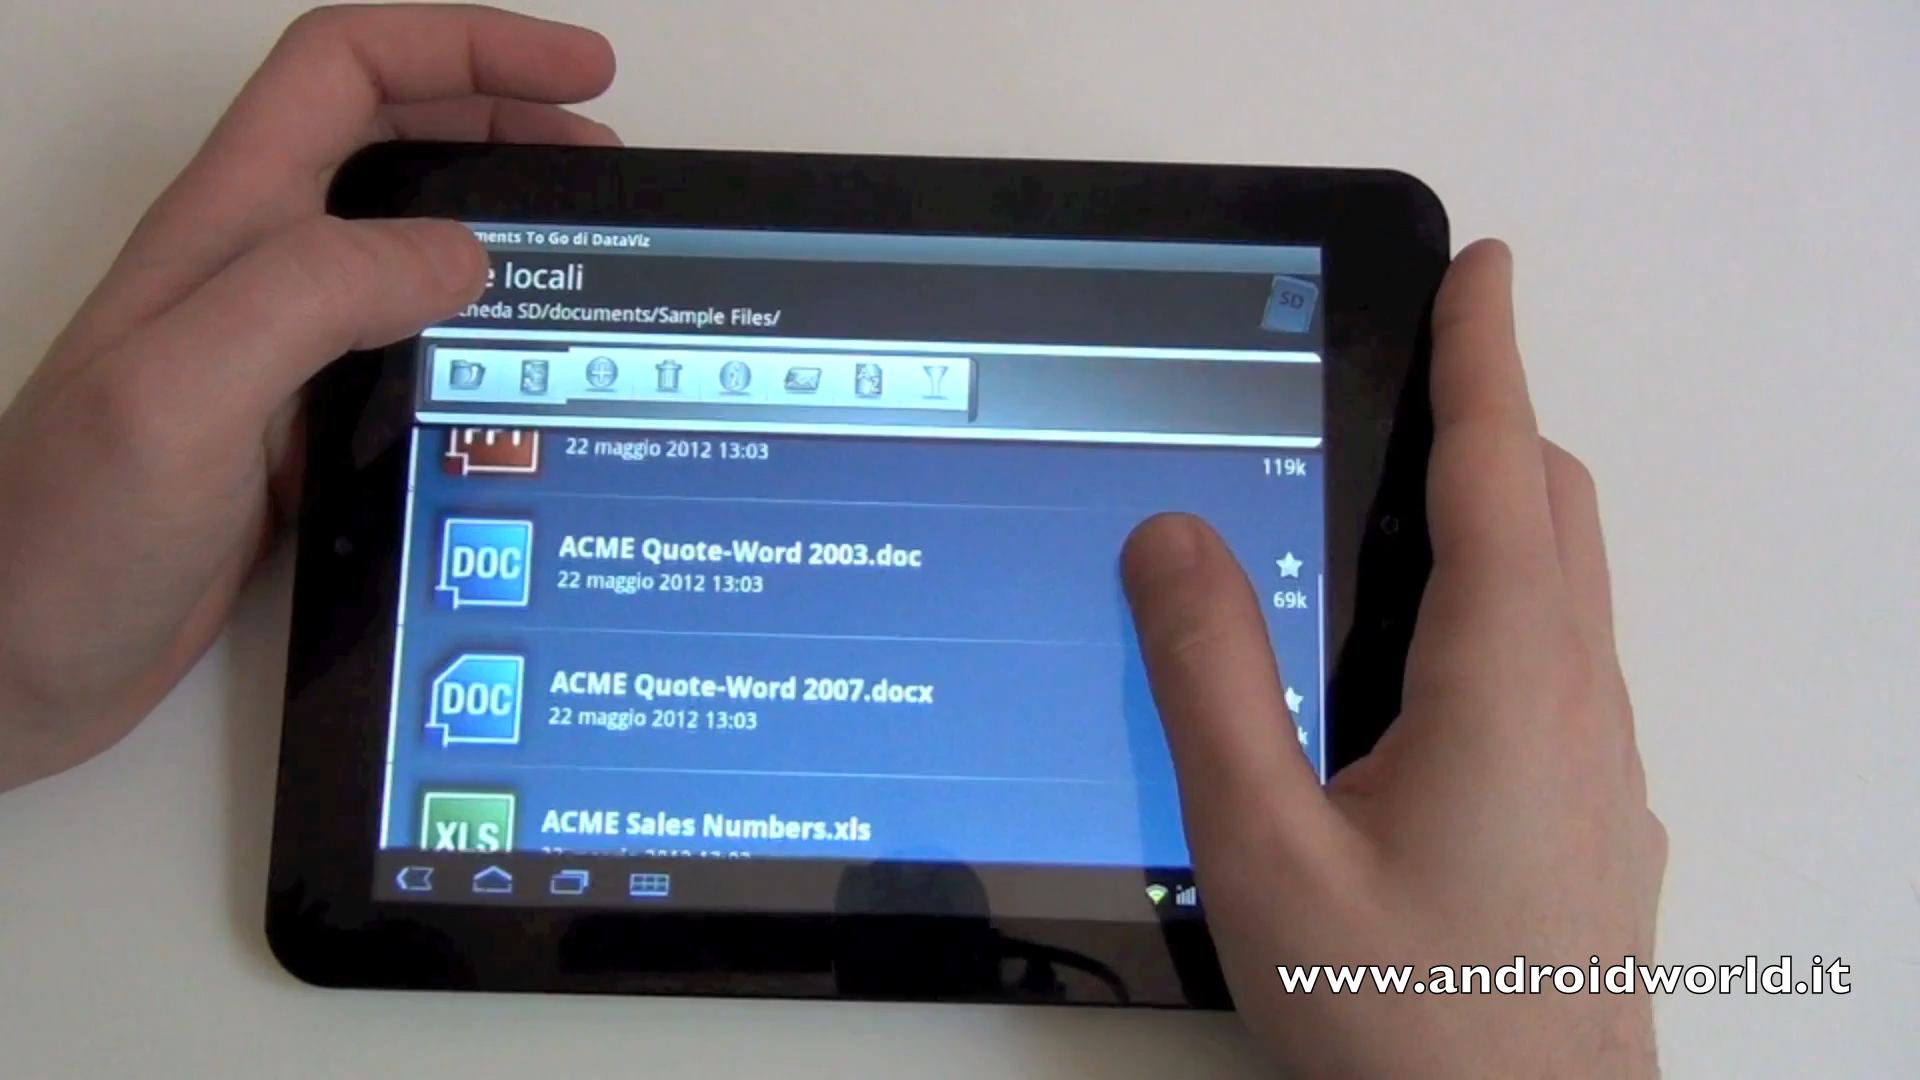 To Go di DataViz
locali
SD/documents/Sample Files/
SD
22 maggio 2012 13:03
119k
DOC
ACME Quote-Word 2003.doc
22 maggio 2012 13:03
69k
DOC
ACME Quote-Word 2007.docx
22 maggio 2012 13:03
XLS
ACME Sales Numbers.xls
www.androidworld.it